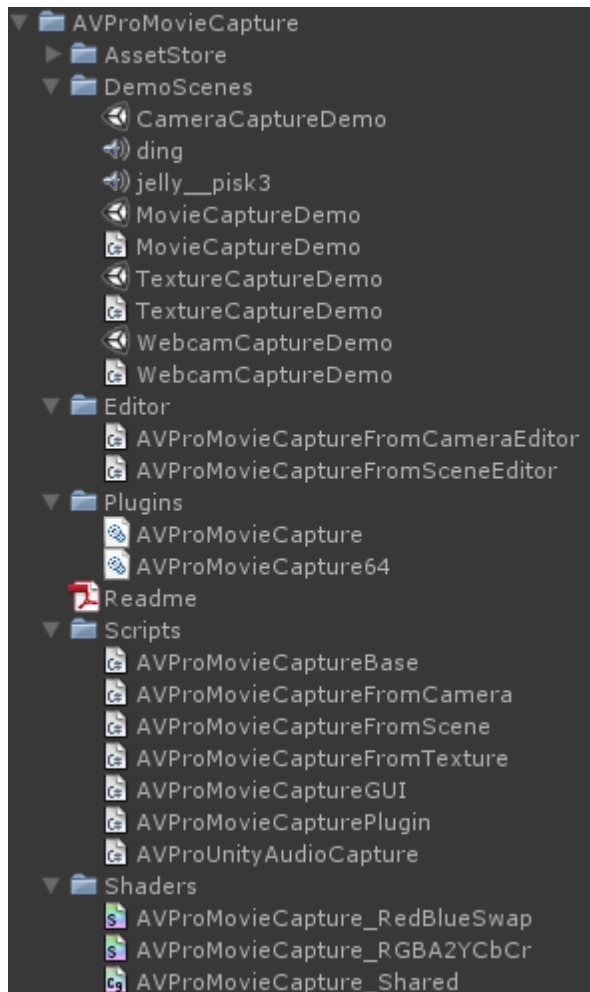 AVProMovieCapture
AssetStore
DemoScenes
CameraCaptureDemo
ding
jelly__pisk3
MovieCaptureDemo
C# MovieCaptureDemo
TextureCaptureDemo
C# TextureCaptureDemo
WebcamCaptureDemo
C# WebcamCaptureDemo
Editor
C# AVProMovieCaptureFromCameraEditor
C# AVProMovieCaptureFromSceneEditor
Plugins
AVProMovieCapture
AVProMovieCapture64
Readme
Scripts
C# AVProMovieCaptureBase
C# AVProMovieCaptureFromCamera
C# AVProMovieCaptureFromScene
C# AVProMovieCaptureFromTexture
C# AVProMovieCaptureGUI
C# AVProMovieCapturePlugin
C# AVProUnityAudioCapture
Shaders
S AVProMovieCapture_RedBlueSwap
S AVProMovieCapture_RGBA2YCbCr
Cg AVProMovieCapture_Shared